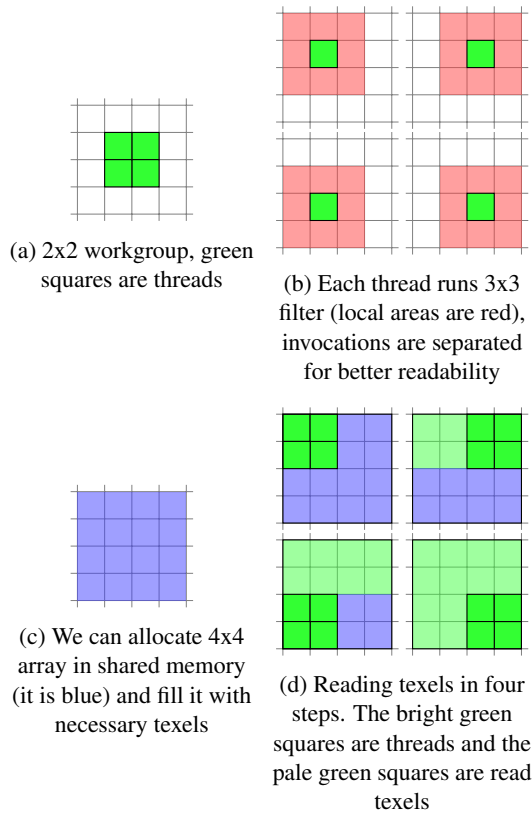 (a) 2x2 workgroup, green
squares are threads
(b) Each thread runs 3x3
filter (local areas are red),
invocations are separated
for better readability
(c) We can allocate 4x4
array in shared memory
(it is blue) and fill it with
necessary texels
(d) Reading texels in four
steps. The bright green
squares are threads and the
pale green squares are read
texels